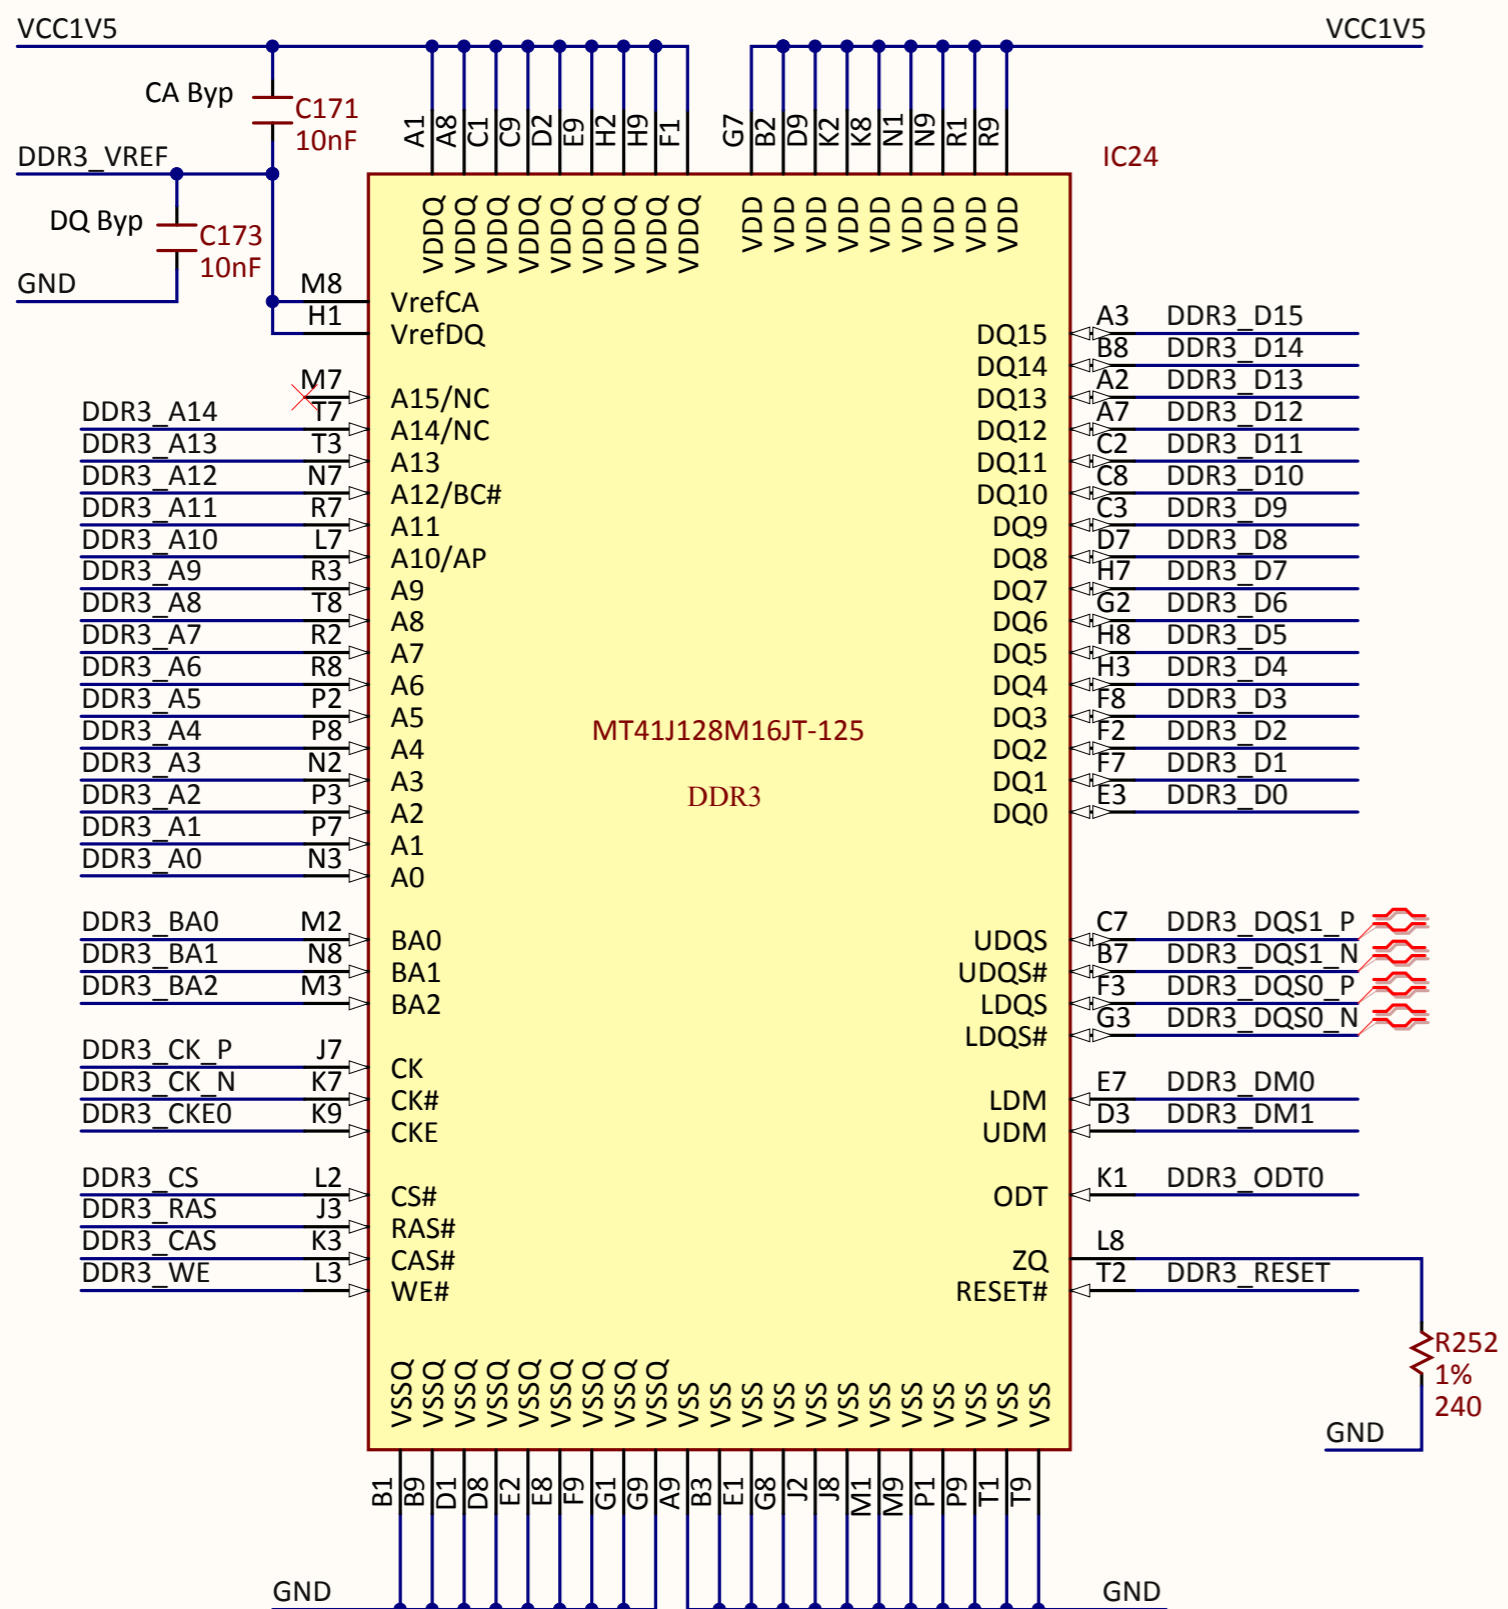 VCC1V5
VCC1V5
CA Byp
C171
10nF
DDR3_VREF
DQ Byp
C173
10nF
GND
A1 A8 C1 C9 D2 E9 H2 H9 F1
G7 B2 D9 K2 K8 N1 N9 R1 R9
IC24
VDDQ VDDQ VDDQ VDDQ VDDQ VDDQ VDDQ VDDQ VDDQ
VDD VDD VDD VDD VDD VDD VDD VDD VDD
M8 VrefCA
H1 VrefDQ
M7 A15/NC
DDR3_A14 T7 A14/NC
DDR3_A13 T3 A13
DDR3_A12 N7 A12/BC#
DDR3_A11 R7 A11
DDR3_A10 L7 A10/AP
DDR3_A9 R3 A9
DDR3_A8 T8 A8
DDR3_A7 R2 A7
DDR3_A6 R8 A6
DDR3_A5 P2 A5
DDR3_A4 P8 A4
DDR3_A3 N2 A3
DDR3_A2 P3 A2
DDR3_A1 P7 A1
DDR3_A0 N3 A0
DDR3_BA0 M2 BA0
DDR3_BA1 N8 BA1
DDR3_BA2 M3 BA2
DDR3_CK_P J7 CK
DDR3_CK_N K7 CK#
DDR3_CKE0 K9 CKE
DDR3_CS L2 CS#
DDR3_RAS J3 RAS#
DDR3_CAS K3 CAS#
DDR3_WE L3 WE#
MT41J128M16JT-125
DDR3
DQ15 A3 DDR3_D15
DQ14 B8 DDR3_D14
DQ13 A2 DDR3_D13
DQ12 A7 DDR3_D12
DQ11 C2 DDR3_D11
DQ10 C8 DDR3_D10
DQ9 C3 DDR3_D9
DQ8 D7 DDR3_D8
DQ7 H7 DDR3_D7
DQ6 G2 DDR3_D6
DQ5 H8 DDR3_D5
DQ4 H3 DDR3_D4
DQ3 F8 DDR3_D3
DQ2 F2 DDR3_D2
DQ1 F7 DDR3_D1
DQ0 E3 DDR3_D0
UDQS C7 DDR3_DQS1_P
UDQS# B7 DDR3_DQS1_N
LDQS F3 DDR3_DQS0_P
LDQS# G3 DDR3_DQS0_N
LDM E7 DDR3_DM0
UDM D3 DDR3_DM1
ODT K1 DDR3_ODT0
ZQ L8
RESET# T2 DDR3_RESET
R252
1%
240
GND
VSSQ VSSQ VSSQ VSSQ VSSQ VSSQ VSSQ VSSQ VSSQ VSS VSS VSS VSS VSS VSS VSS VSS VSS VSS VSS VSS
B1 B9 D1 D8 E2 E8 F9 G1 G9 A9 B3 E1 G8 J2 J8 M1 M9 P1 P9 T1 T9
GND
GND